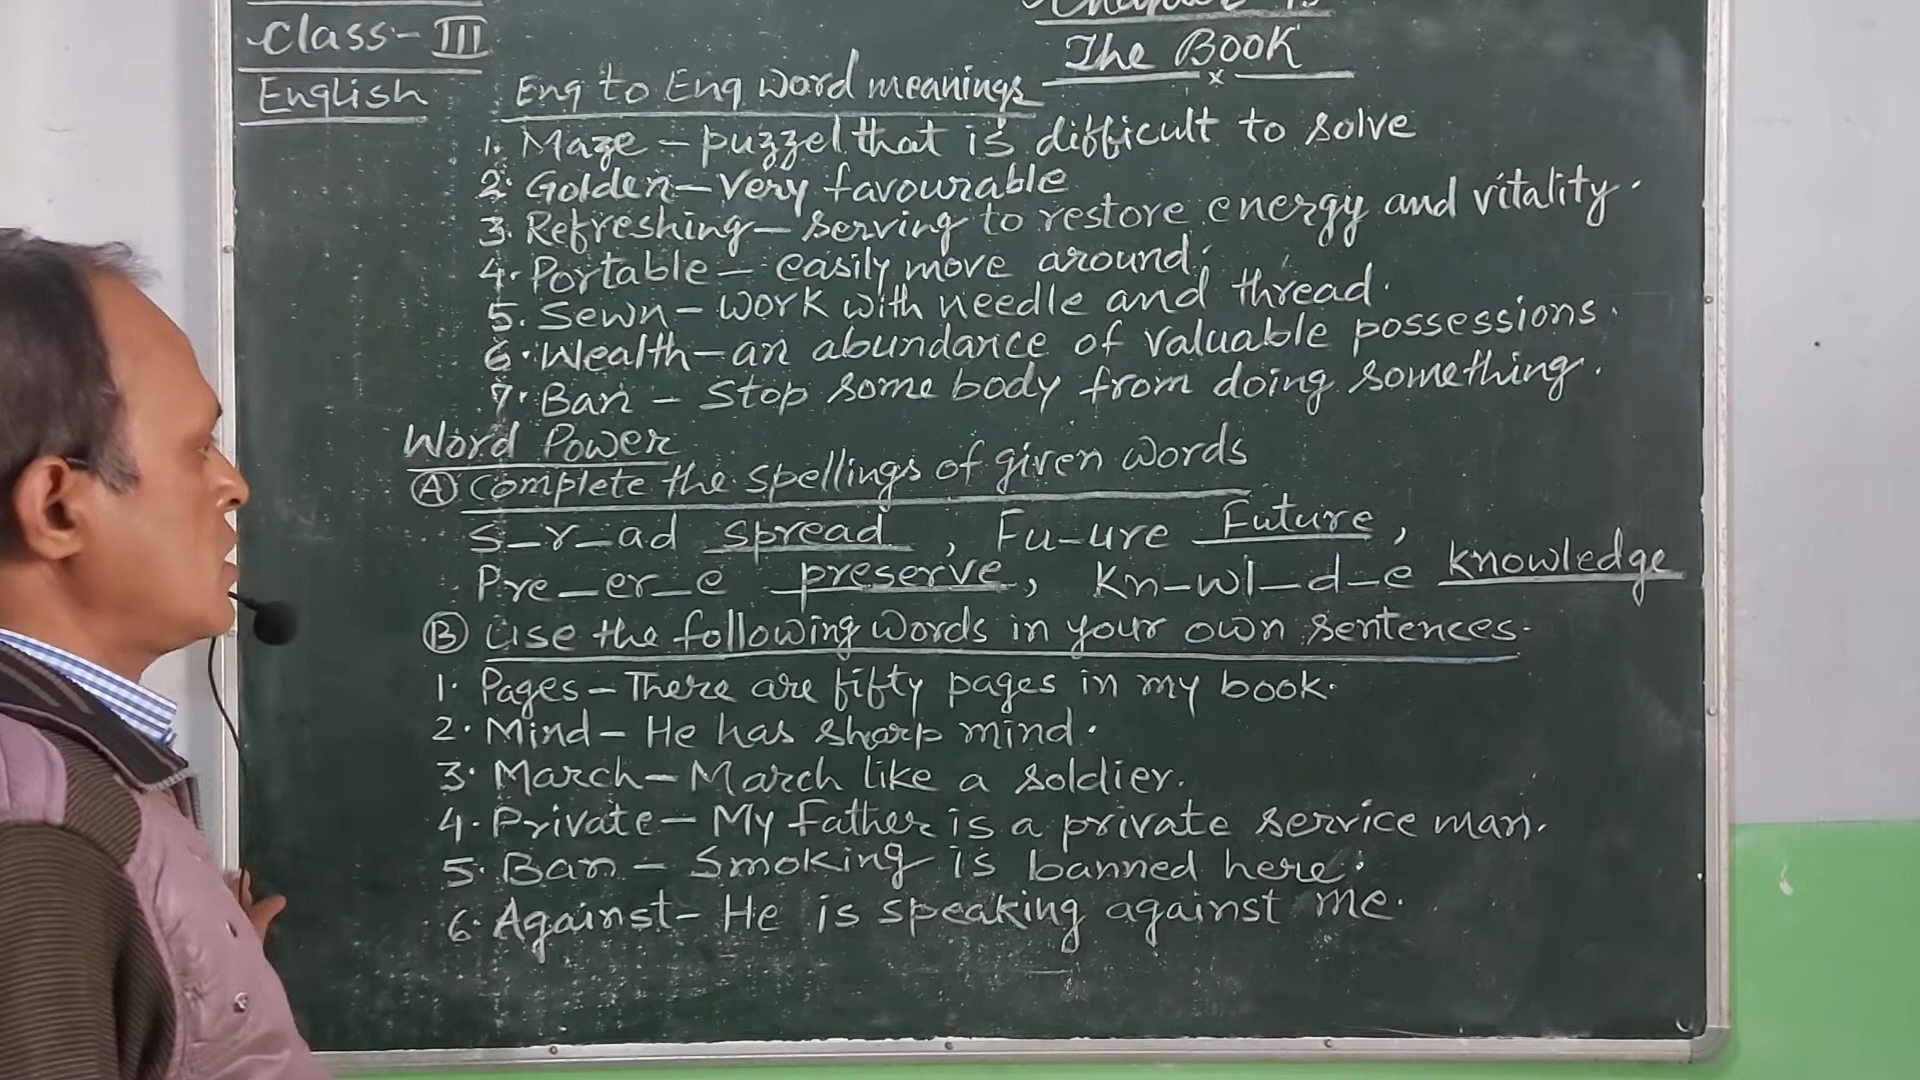 Class-III
English
Chapter
The BOOK
x
Eng to Eng word meanings
1. Maze - puzzel that is difficult to solve
2. Golden - Very favourable
3. Refreshing - serving to restore energy and vitality.
4. Portable - easily move around.
5. Sewn - work with needle and thread.
6. Wealth - an abundance of valuable possessions.
7. Ban - Stop some body from doing something.
Word Power
(A) Complete the spellings of given words
S_r_ad spread, Fu-ure Future,
Pre_er_e preserve, Kn-wl_d_e knowledge
(B) Use the following words in your own sentences.
1. Pages - There are fifty pages in my book.
2. Mind - He has sharp mind.
3. March - March like a soldier.
4. Private - My Father is a private service man.
5. Ban - Smoking is banned here.
6. Against - He is speaking against me.